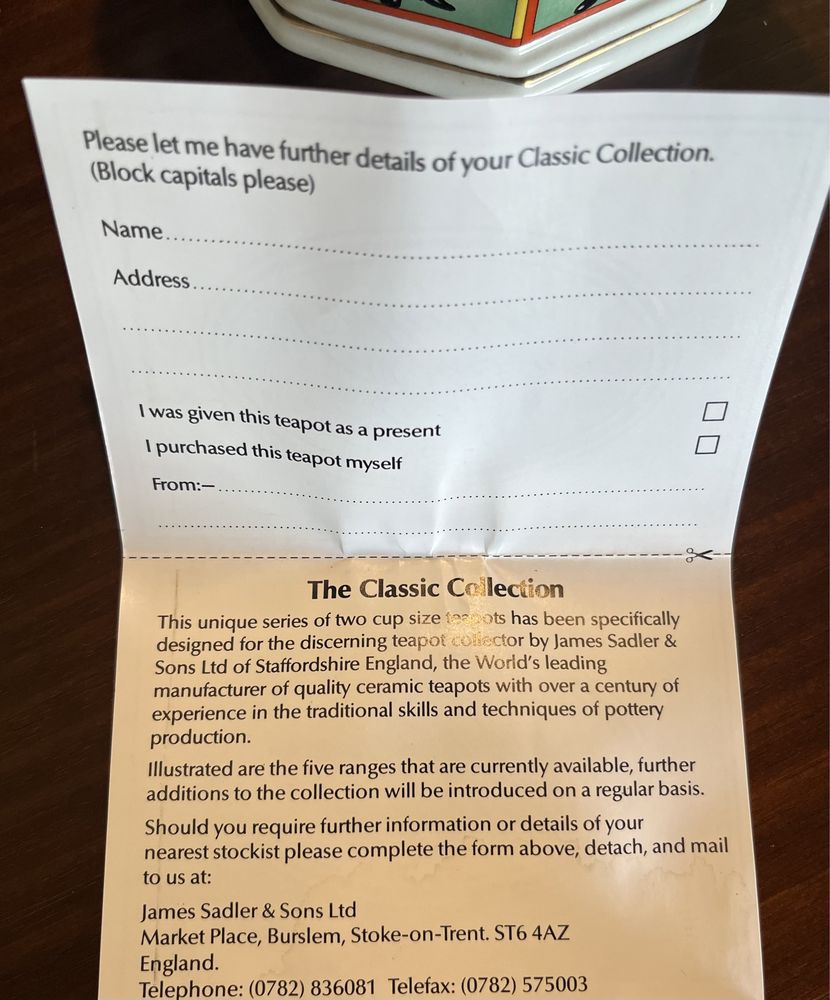 Please let me have further details of your Classic Collection.
(Block capitals please)
Name
Address
I was given this teapot as a present
I purchased this teapot myself
From:–
The Classic Collection
This unique series of two cup size teapots has been specifically
designed for the discerning teapot collector by James Sadler &
Sons Ltd of Staffordshire England, the World's leading
manufacturer of quality ceramic teapots with over a century of
experience in the traditional skills and techniques of pottery
production.
Illustrated are the five ranges that are currently available, further
additions to the collection will be introduced on a regular basis.
Should you require further information or details of your
nearest stockist please complete the form above, detach, and mail
to us at:
James Sadler & Sons Ltd
Market Place, Burslem, Stoke-on-Trent. ST6 4AZ
England.
Telephone: (0782) 836081 Telefax: (0782) 575003